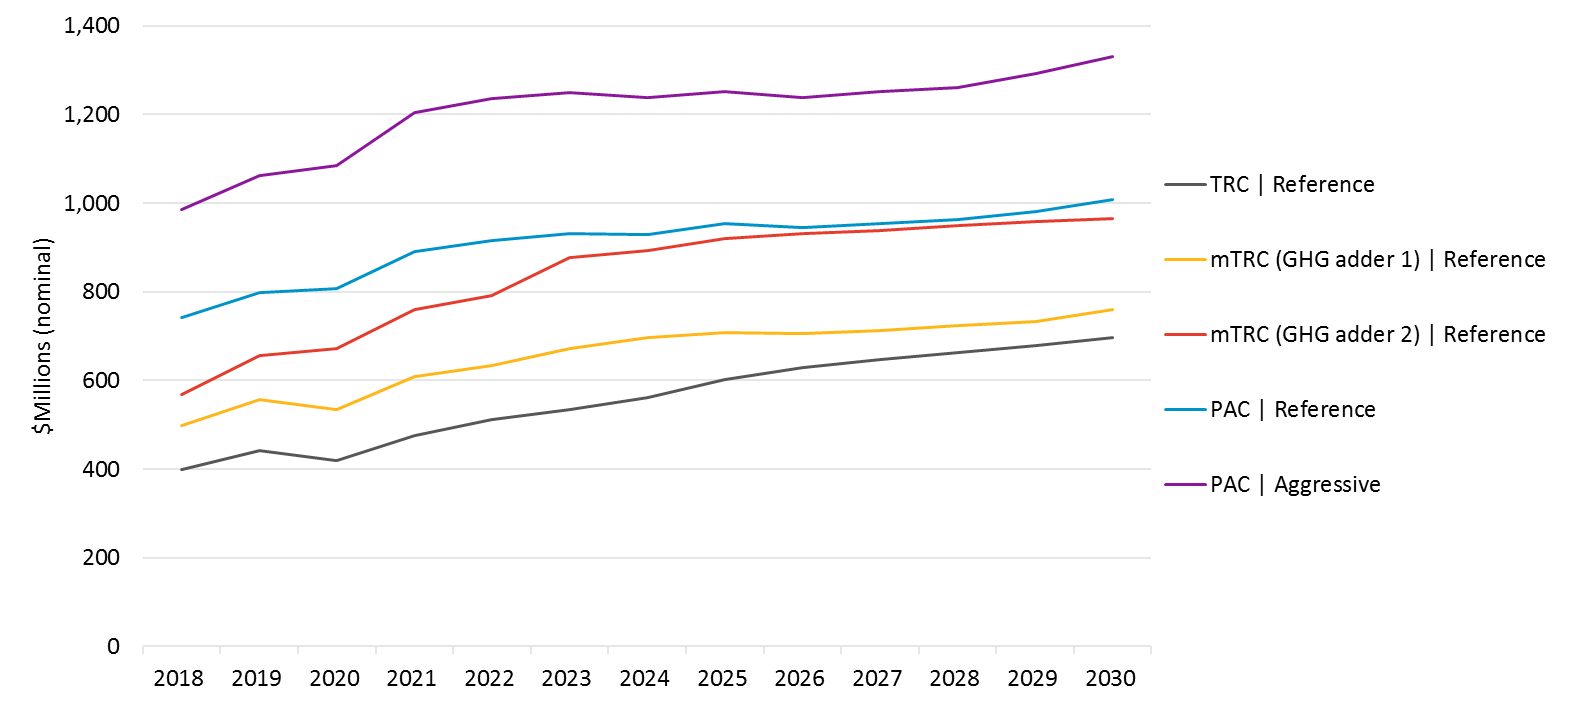 $Millions (nominal)
1,400
1,200
1,000
800
600
400
200
0
2018 2019 2020 2021 2022 2023 2024 2025 2026 2027 2028 2029 2030
TRC | Reference
mTRC (GHG adder 1) | Reference
mTRC (GHG adder 2) | Reference
PAC | Reference
PAC | Aggressive